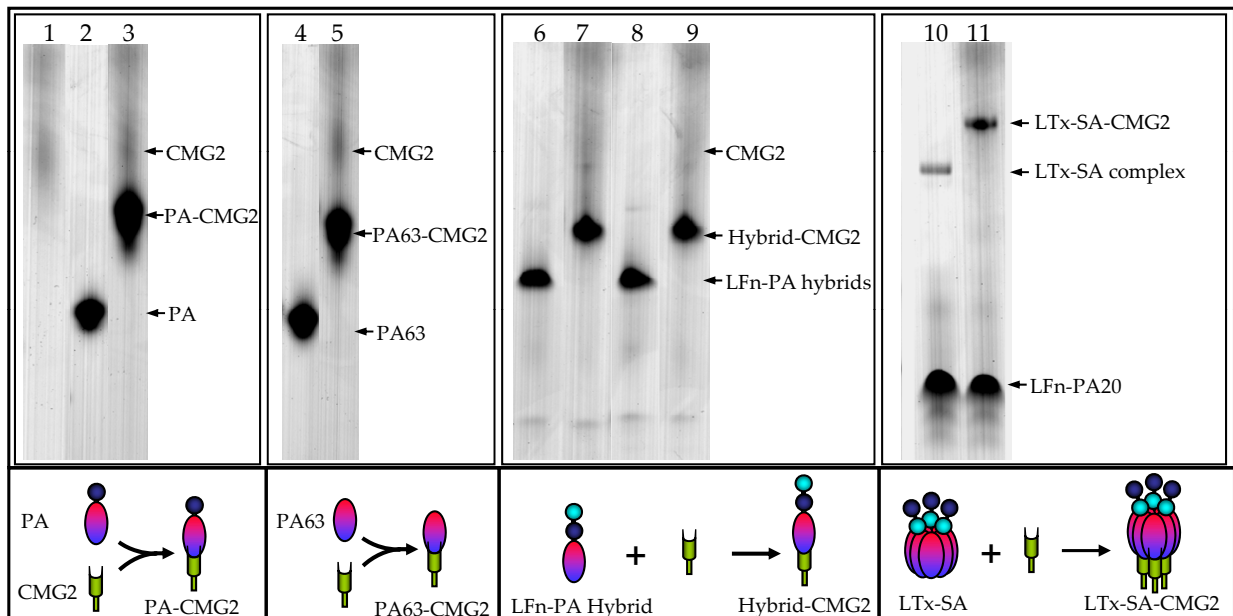 1 2 3
CMG2
PA-CMG2
PA
4 5
CMG2
PA63-CMG2
PA63
6 7 8 9
CMG2
Hybrid-CMG2
LFn-PA hybrids
10 11
LTx-SA-CMG2
LTx-SA complex
LFn-PA20
PA
CMG2
PA-CMG2
PA63
PA63-CMG2
+
LFn-PA Hybrid
Hybrid-CMG2
+
LTx-SA
LTx-SA-CMG2